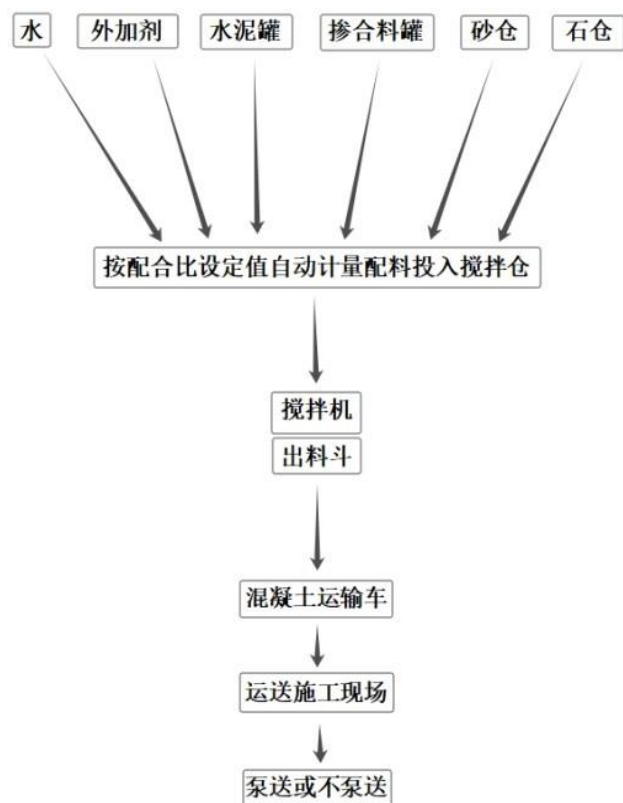 水 外加剂 水泥罐 掺合料罐 砂仓 石仓
按配合比设定值自动计量配料投入搅拌仓
搅拌机
出料斗
混凝土运输车
运送施工现场
泵送或不泵送